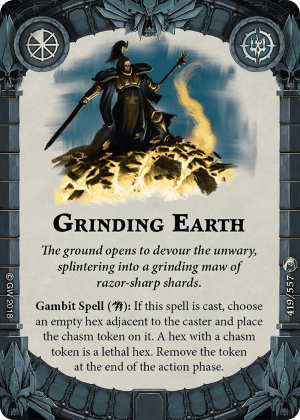 GRINDING EARTH
The ground opens to devour the unwary,
splintering into a grinding maw of
razor-sharp shards.
Gambit Spell (): If this spell is cast, choose
an empty hex adjacent to the caster and place
the chasm token on it. A hex with a chasm
token is a lethal hex. Remove the token
at the end of the action phase.
© GW 2018
419/557